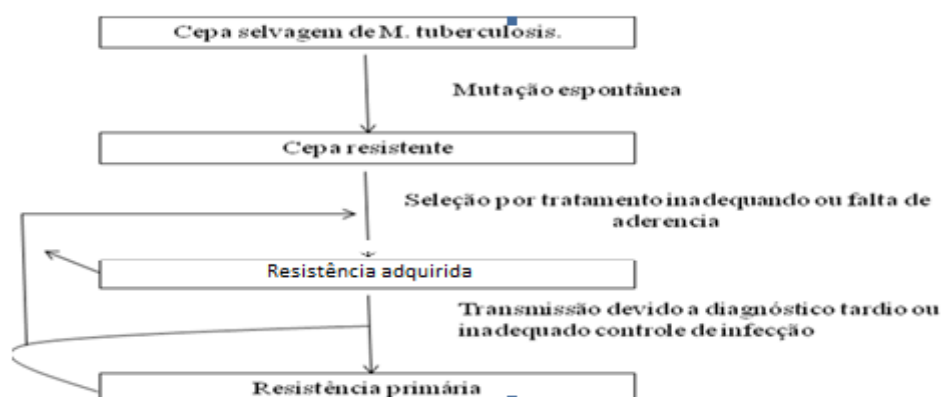 Cepa selvagem de M. tuberculosis.
Mutação espontânea
Cepa resistente
Seleção por tratamento inadequando ou falta de
aderencia
Resistência adquirida
Transmissão devido a diagnóstico tardio ou
inadequado controle de infecção
Resistência primária